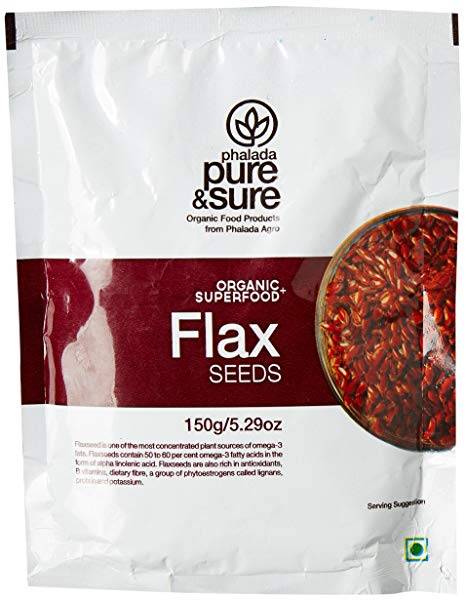 phalada
pure
&sure
Organic Food Products
from Phalada Agro
ORGANIC
SUPERFOOD+
Flax
SEEDS
150g/5.29oz
Flaxseed is one of the most concentrated plant sources of omega-3
fats. Flaxseeds contain 50 to 60 per cent omega-3 fatty acids in the
form of alpha linolenic acid. Flaxseeds are also rich in antioxidants,
B vitamins, dietary fibre, a group of phytoestrogens called lignans,
protein and potassium.
Serving Suggestion